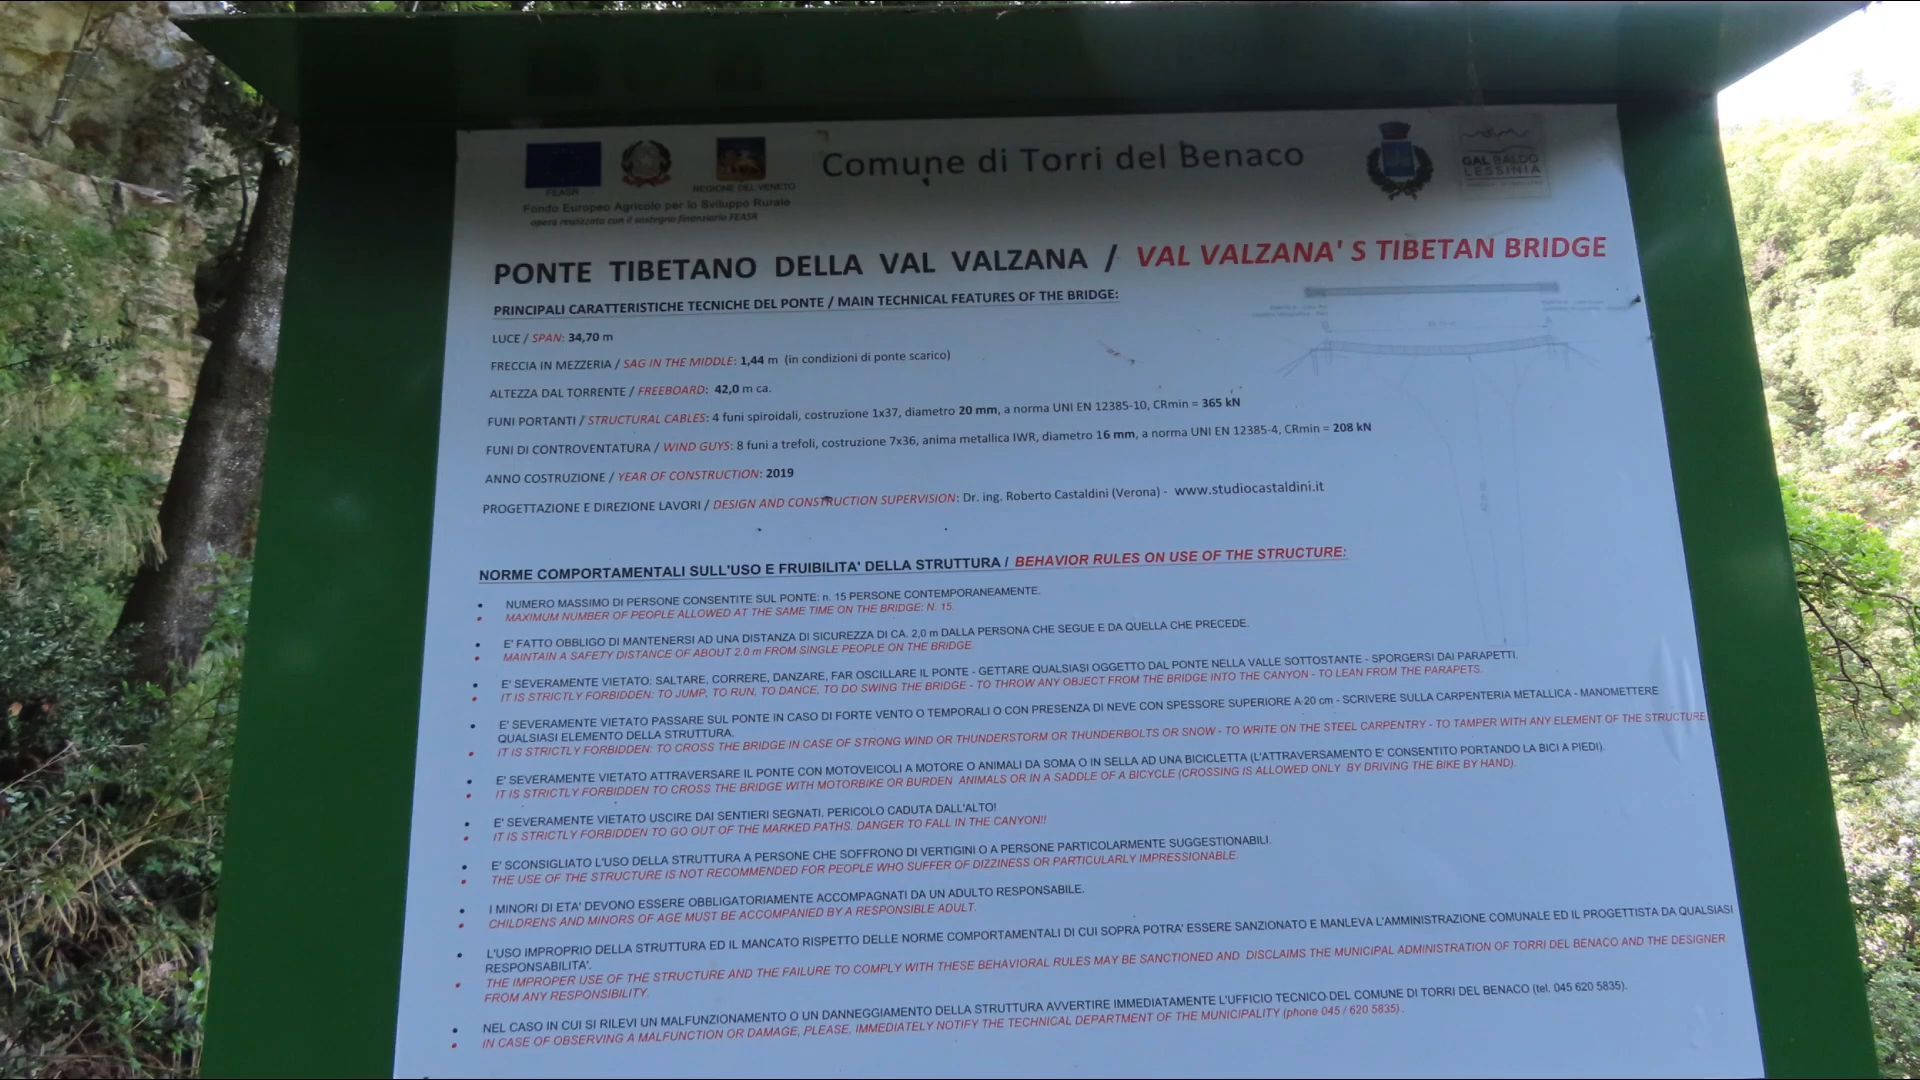 FEASR
REGIONE DEL VENETO
Fondo Europeo Agricolo per lo Sviluppo Rurale
opera realizzata con il sostegno finanziario FEASR
Comune di Torri del Benaco
GAL BALDO
LESSINIA
PONTE TIBETANO DELLA VAL VALZANA / VAL VALZANA' S TIBETAN BRIDGE
PRINCIPALI CARATTERISTICHE TECNICHE DEL PONTE / MAIN TECHNICAL FEATURES OF THE BRIDGE:
LUCE / SPAN: 34,70 m
FRECCIA IN MEZZERIA / SAG IN THE MIDDLE: 1,44 m (in condizioni di ponte scarico)
ALTEZZA DAL TORRENTE / FREEBOARD: 42,0 m ca.
FUNI PORTANTI / STRUCTURAL CABLES: 4 funi spiroidali, costruzione 1x37, diametro 20 mm, a norma UNI EN 12385-10, CRmin = 365 kN
FUNI DI CONTROVENTATURA / WIND GUYS: 8 funi a trefoli, costruzione 7x36, anima metallica IWR, diametro 16 mm, a norma UNI EN 12385-4, CRmin = 208 kN
ANNO COSTRUZIONE / YEAR OF CONSTRUCTION: 2019
PROGETTAZIONE E DIREZIONE LAVORI / DESIGN AND CONSTRUCTION SUPERVISION: Dr. ing. Roberto Castaldini (Verona) - www.studiocastaldini.it
NORME COMPORTAMENTALI SULL'USO E FRUIBILITA' DELLA STRUTTURA / BEHAVIOR RULES ON USE OF THE STRUCTURE:
• NUMERO MASSIMO DI PERSONE CONSENTITE SUL PONTE: n. 15 PERSONE CONTEMPORANEAMENTE.
• MAXIMUM NUMBER OF PEOPLE ALLOWED AT THE SAME TIME ON THE BRIDGE: N. 15.
• E' FATTO OBBLIGO DI MANTENERSI AD UNA DISTANZA DI SICUREZZA DI CA. 2,0 m DALLA PERSONA CHE SEGUE E DA QUELLA CHE PRECEDE.
• MAINTAIN A SAFETY DISTANCE OF ABOUT 2.0 m FROM SINGLE PEOPLE ON THE BRIDGE.
• E' SEVERAMENTE VIETATO: SALTARE, CORRERE, DANZARE, FAR OSCILLARE IL PONTE - GETTARE QUALSIASI OGGETTO DAL PONTE NELLA VALLE SOTTOSTANTE - SPORGERSI DAI PARAPETTI.
• IT IS STRICTLY FORBIDDEN: TO JUMP, TO RUN, TO DANCE, TO DO SWING THE BRIDGE - TO THROW ANY OBJECT FROM THE BRIDGE INTO THE CANYON - TO LEAN FROM THE PARAPETS.
• E' SEVERAMENTE VIETATO PASSARE SUL PONTE IN CASO DI FORTE VENTO O TEMPORALI O CON PRESENZA DI NEVE CON SPESSORE SUPERIORE A 20 cm - SCRIVERE SULLA CARPENTERIA METALLICA - MANOMETTERE
QUALSIASI ELEMENTO DELLA STRUTTURA.
• IT IS STRICTLY FORBIDDEN: TO CROSS THE BRIDGE IN CASE OF STRONG WIND OR THUNDERSTORM OR THUNDERBOLTS OR SNOW - TO WRITE ON THE STEEL CARPENTRY - TO TAMPER WITH ANY ELEMENT OF THE STRUCTURE
• E' SEVERAMENTE VIETATO ATTRAVERSARE IL PONTE CON MOTOVEICOLI A MOTORE O ANIMALI DA SOMA O IN SELLA AD UNA BICICLETTA (L'ATTRAVERSAMENTO E' CONSENTITO PORTANDO LA BICI A PIEDI).
• IT IS STRICTLY FORBIDDEN TO CROSS THE BRIDGE WITH MOTORBIKE OR BURDEN ANIMALS OR IN A SADDLE OF A BICYCLE (CROSSING IS ALLOWED ONLY BY DRIVING THE BIKE BY HAND).
• E' SEVERAMENTE VIETATO USCIRE DAI SENTIERI SEGNATI. PERICOLO CADUTA DALL'ALTO!
• IT IS STRICTLY FORBIDDEN TO GO OUT OF THE MARKED PATHS. DANGER TO FALL IN THE CANYON!!
• E' SCONSIGLIATO L'USO DELLA STRUTTURA A PERSONE CHE SOFFRONO DI VERTIGINI O A PERSONE PARTICOLARMENTE SUGGESTIONABILI.
• THE USE OF THE STRUCTURE IS NOT RECOMMENDED FOR PEOPLE WHO SUFFER OF DIZZINESS OR PARTICULARLY IMPRESSIONABLE.
• I MINORI DI ETA' DEVONO ESSERE OBBLIGATORIAMENTE ACCOMPAGNATI DA UN ADULTO RESPONSABILE.
• CHILDRENS AND MINORS OF AGE MUST BE ACCOMPANIED BY A RESPONSIBLE ADULT.
• L'USO IMPROPRIO DELLA STRUTTURA ED IL MANCATO RISPETTO DELLE NORME COMPORTAMENTALI DI CUI SOPRA POTRA' ESSERE SANZIONATO E MANLEVA L'AMMINISTRAZIONE COMUNALE ED IL PROGETTISTA DA QUALSIASI
RESPONSABILITA'.
• THE IMPROPER USE OF THE STRUCTURE AND THE FAILURE TO COMPLY WITH THESE BEHAVIORAL RULES MAY BE SANCTIONED AND DISCLAIMS THE MUNICIPAL ADMINISTRATION OF TORRI DEL BENACO AND THE DESIGNER
FROM ANY RESPONSIBILITY.
• NEL CASO IN CUI SI RILEVI UN MALFUNZIONAMENTO O UN DANNEGGIAMENTO DELLA STRUTTURA AVVERTIRE IMMEDIATAMENTE L'UFFICIO TECNICO DEL COMUNE DI TORRI DEL BENACO (tel. 045 620 5835).
• IN CASE OF OBSERVING A MALFUNCTION OR DAMAGE, PLEASE, IMMEDIATELY NOTIFY THE TECHNICAL DEPARTMENT OF THE MUNICIPALITY (phone 045 / 620 5835).